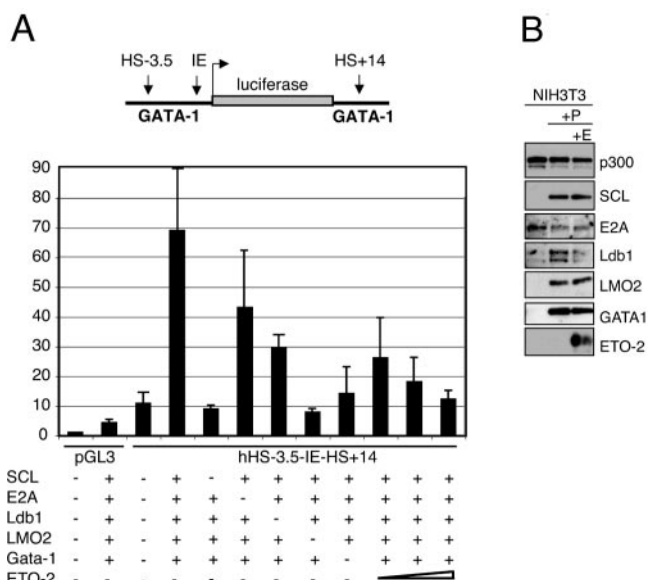 A
HS-3.5 IE HS+14
luciferase
GATA-1 GATA-1
90
80
70
60
50
40
30
20
10
0
pGL3 hHS-3.5-IE-HS+14
SCL - + - + - + + + + + + +
E2A - + - + + - + + + + + +
Ldb1 - + - + + + - + + + + +
LMO2 - + - + + + + - + + + +
Gata-1 - + - + + + + + - + + +
ETO-2 - - - - - - - - -
B
NIH3T3
+P
+E
p300
SCL
E2A
Ldb1
LMO2
GATA1
ETO-2